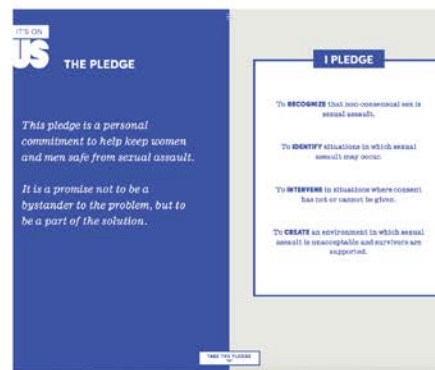 IT'S ON
US
THE PLEDGE
This pledge is a personal
commitment to help keep women
and men safe from sexual assault.
It is a promise not to be a
bystander to the problem, but to
be a part of the solution.
I PLEDGE
To RECOGNIZE that non-consensual sex is
sexual assault.
To IDENTIFY situations in which sexual
assault may occur.
To INTERVENE in situations where consent
has not or cannot be given.
To CREATE an environment in which sexual
assault is unacceptable and survivors are
supported.
TAKE THE PLEDGE